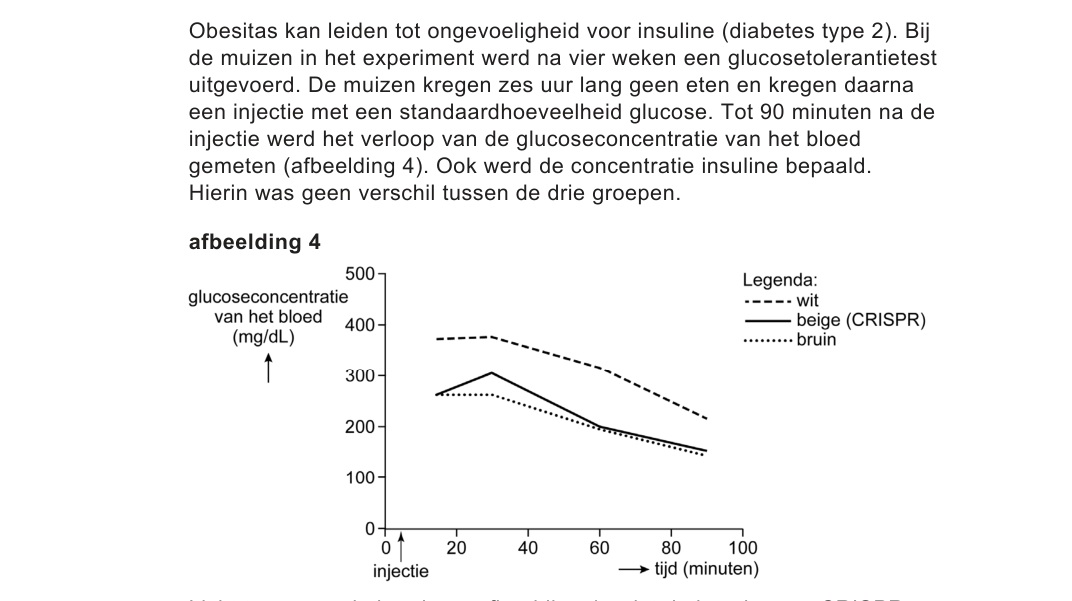 Obesitas kan leiden tot ongevoeligheid voor insuline (diabetes type 2). Bij
de muizen in het experiment werd na vier weken een glucosetolerantietest
uitgevoerd. De muizen kregen zes uur lang geen eten en kregen daarna
een injectie met een standaardhoeveelheid glucose. Tot 90 minuten na de
injectie werd het verloop van de glucoseconcentratie van het bloed
gemeten (afbeelding 4). Ook werd de concentratie insuline bepaald.
Hierin was geen verschil tussen de drie groepen.
afbeelding 4
glucoseconcentratie
van het bloed
(mg/dL)
500
400
300
200
100
0
0 20 40 60 80 100
injectie
tijd (minuten)
Legenda:
wit
beige (CRISPR)
bruin